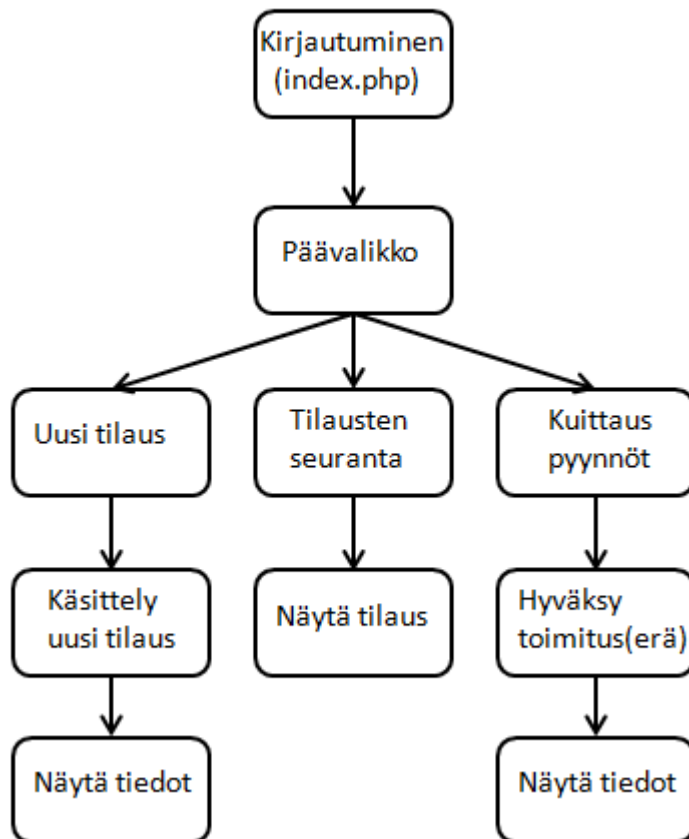 Kirjautuminen
(index.php)
Päävalikko
Uusi tilaus
Tilausten
seuranta
Kuittaus
pyynnöt
Käsittely
uusi tilaus
Näytä tilaus
Hyväksy
toimitus(erä)
Näytä tiedot
Näytä tiedot